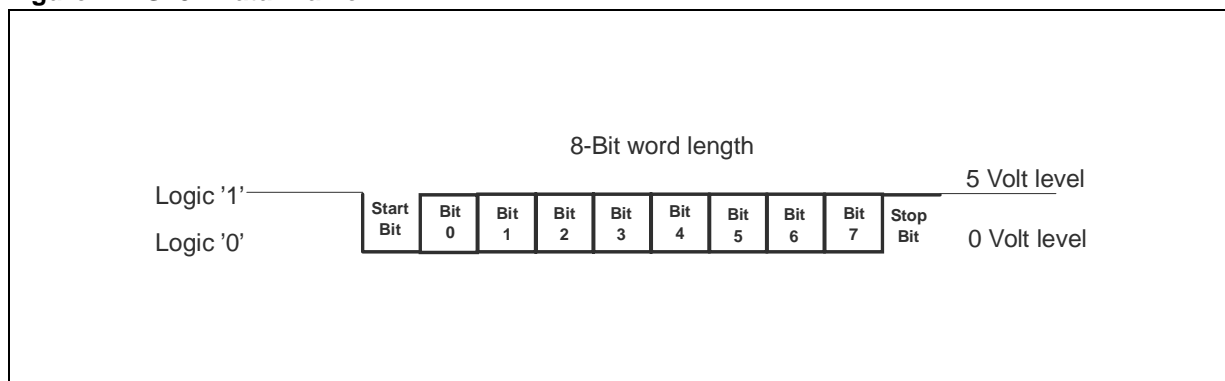 8-Bit word length
Logic '1'
5 Volt level
Start Bit
Bit 0
Bit 1
Bit 2
Bit 3
Bit 4
Bit 5
Bit 6
Bit 7
Stop Bit
Logic '0'
0 Volt level